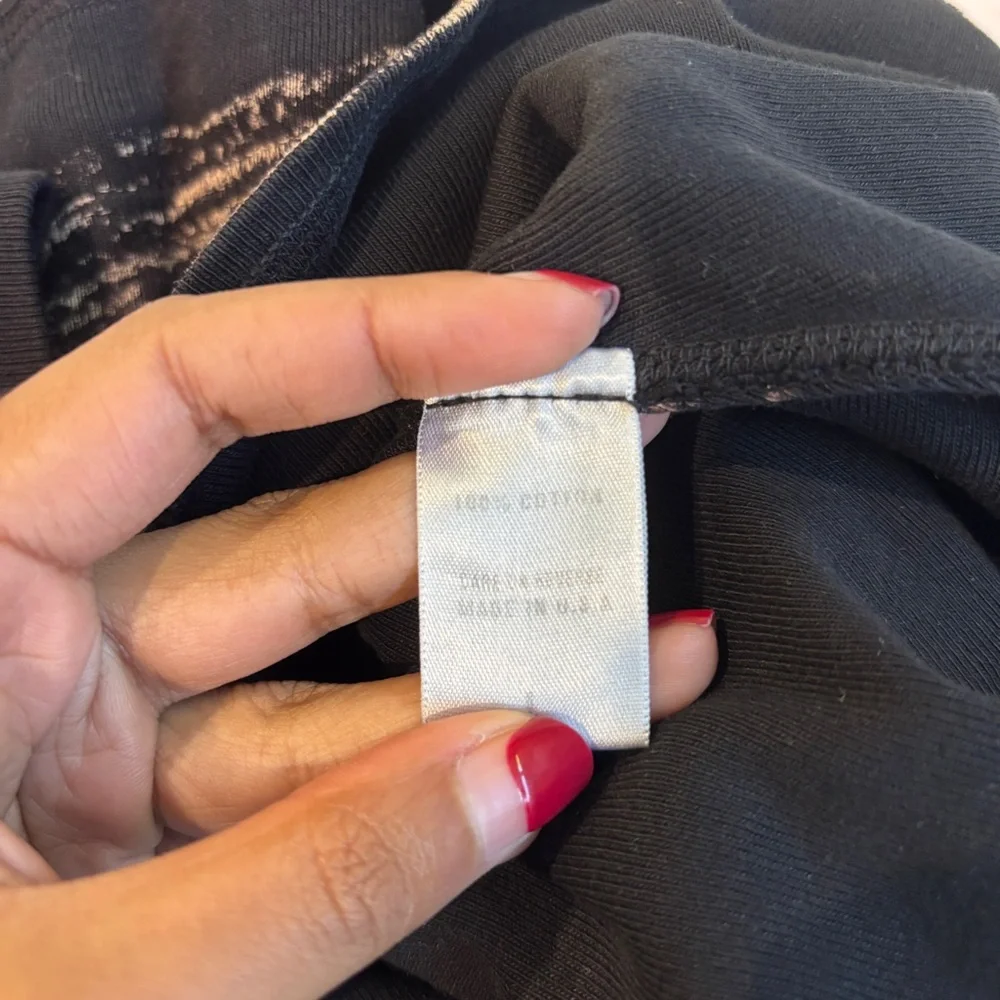 100% COTTON
CARE ON REVERSE
MADE IN U.S.A